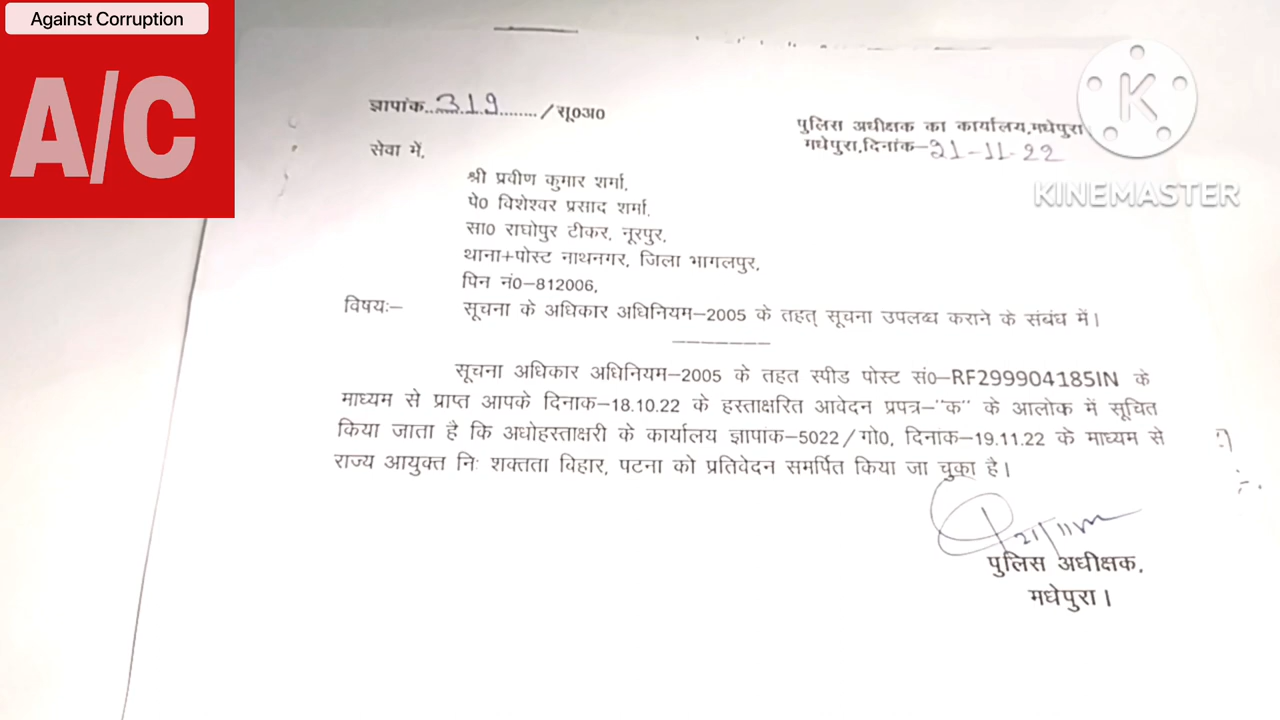 Against Corruption
A/C
ज्ञापांक..319......../सू०अ०
पुलिस अधीक्षक का कार्यालय,मधेपुरा
मधेपुरा,दिनांक-21-11-22
KINEMASTER
सेवा में,
श्री प्रवीण कुमार शर्मा,
पे0 विशेश्वर प्रसाद शर्मा,
सा0 राघोपुर टीकर, नूरपुर,
थाना+पोस्ट नाथनगर, जिला भागलपुर,
पिन नं0-812006,
विषयः- सूचना के अधिकार अधिनियम-2005 के तहत् सूचना उपलब्ध कराने के संबंध में।
सूचना अधिकार अधिनियम-2005 के तहत स्पीड पोस्ट सं0-RF299904185IN के
माध्यम से प्राप्त आपके दिनाक-18.10.22 के हस्ताक्षरित आवेदन प्रपत्र-"क" के आलोक में सूचित
किया जाता है कि अधोहस्ताक्षरी के कार्यालय ज्ञापाक-5022/गो0, दिनाक-19.11.22 के माध्यम से
राज्य आयुक्त निः शक्तता विहार, पटना को प्रतिवेदन समर्पित किया जा चुका है।
21/11
पुलिस अधीक्षक,
मधेपुरा।